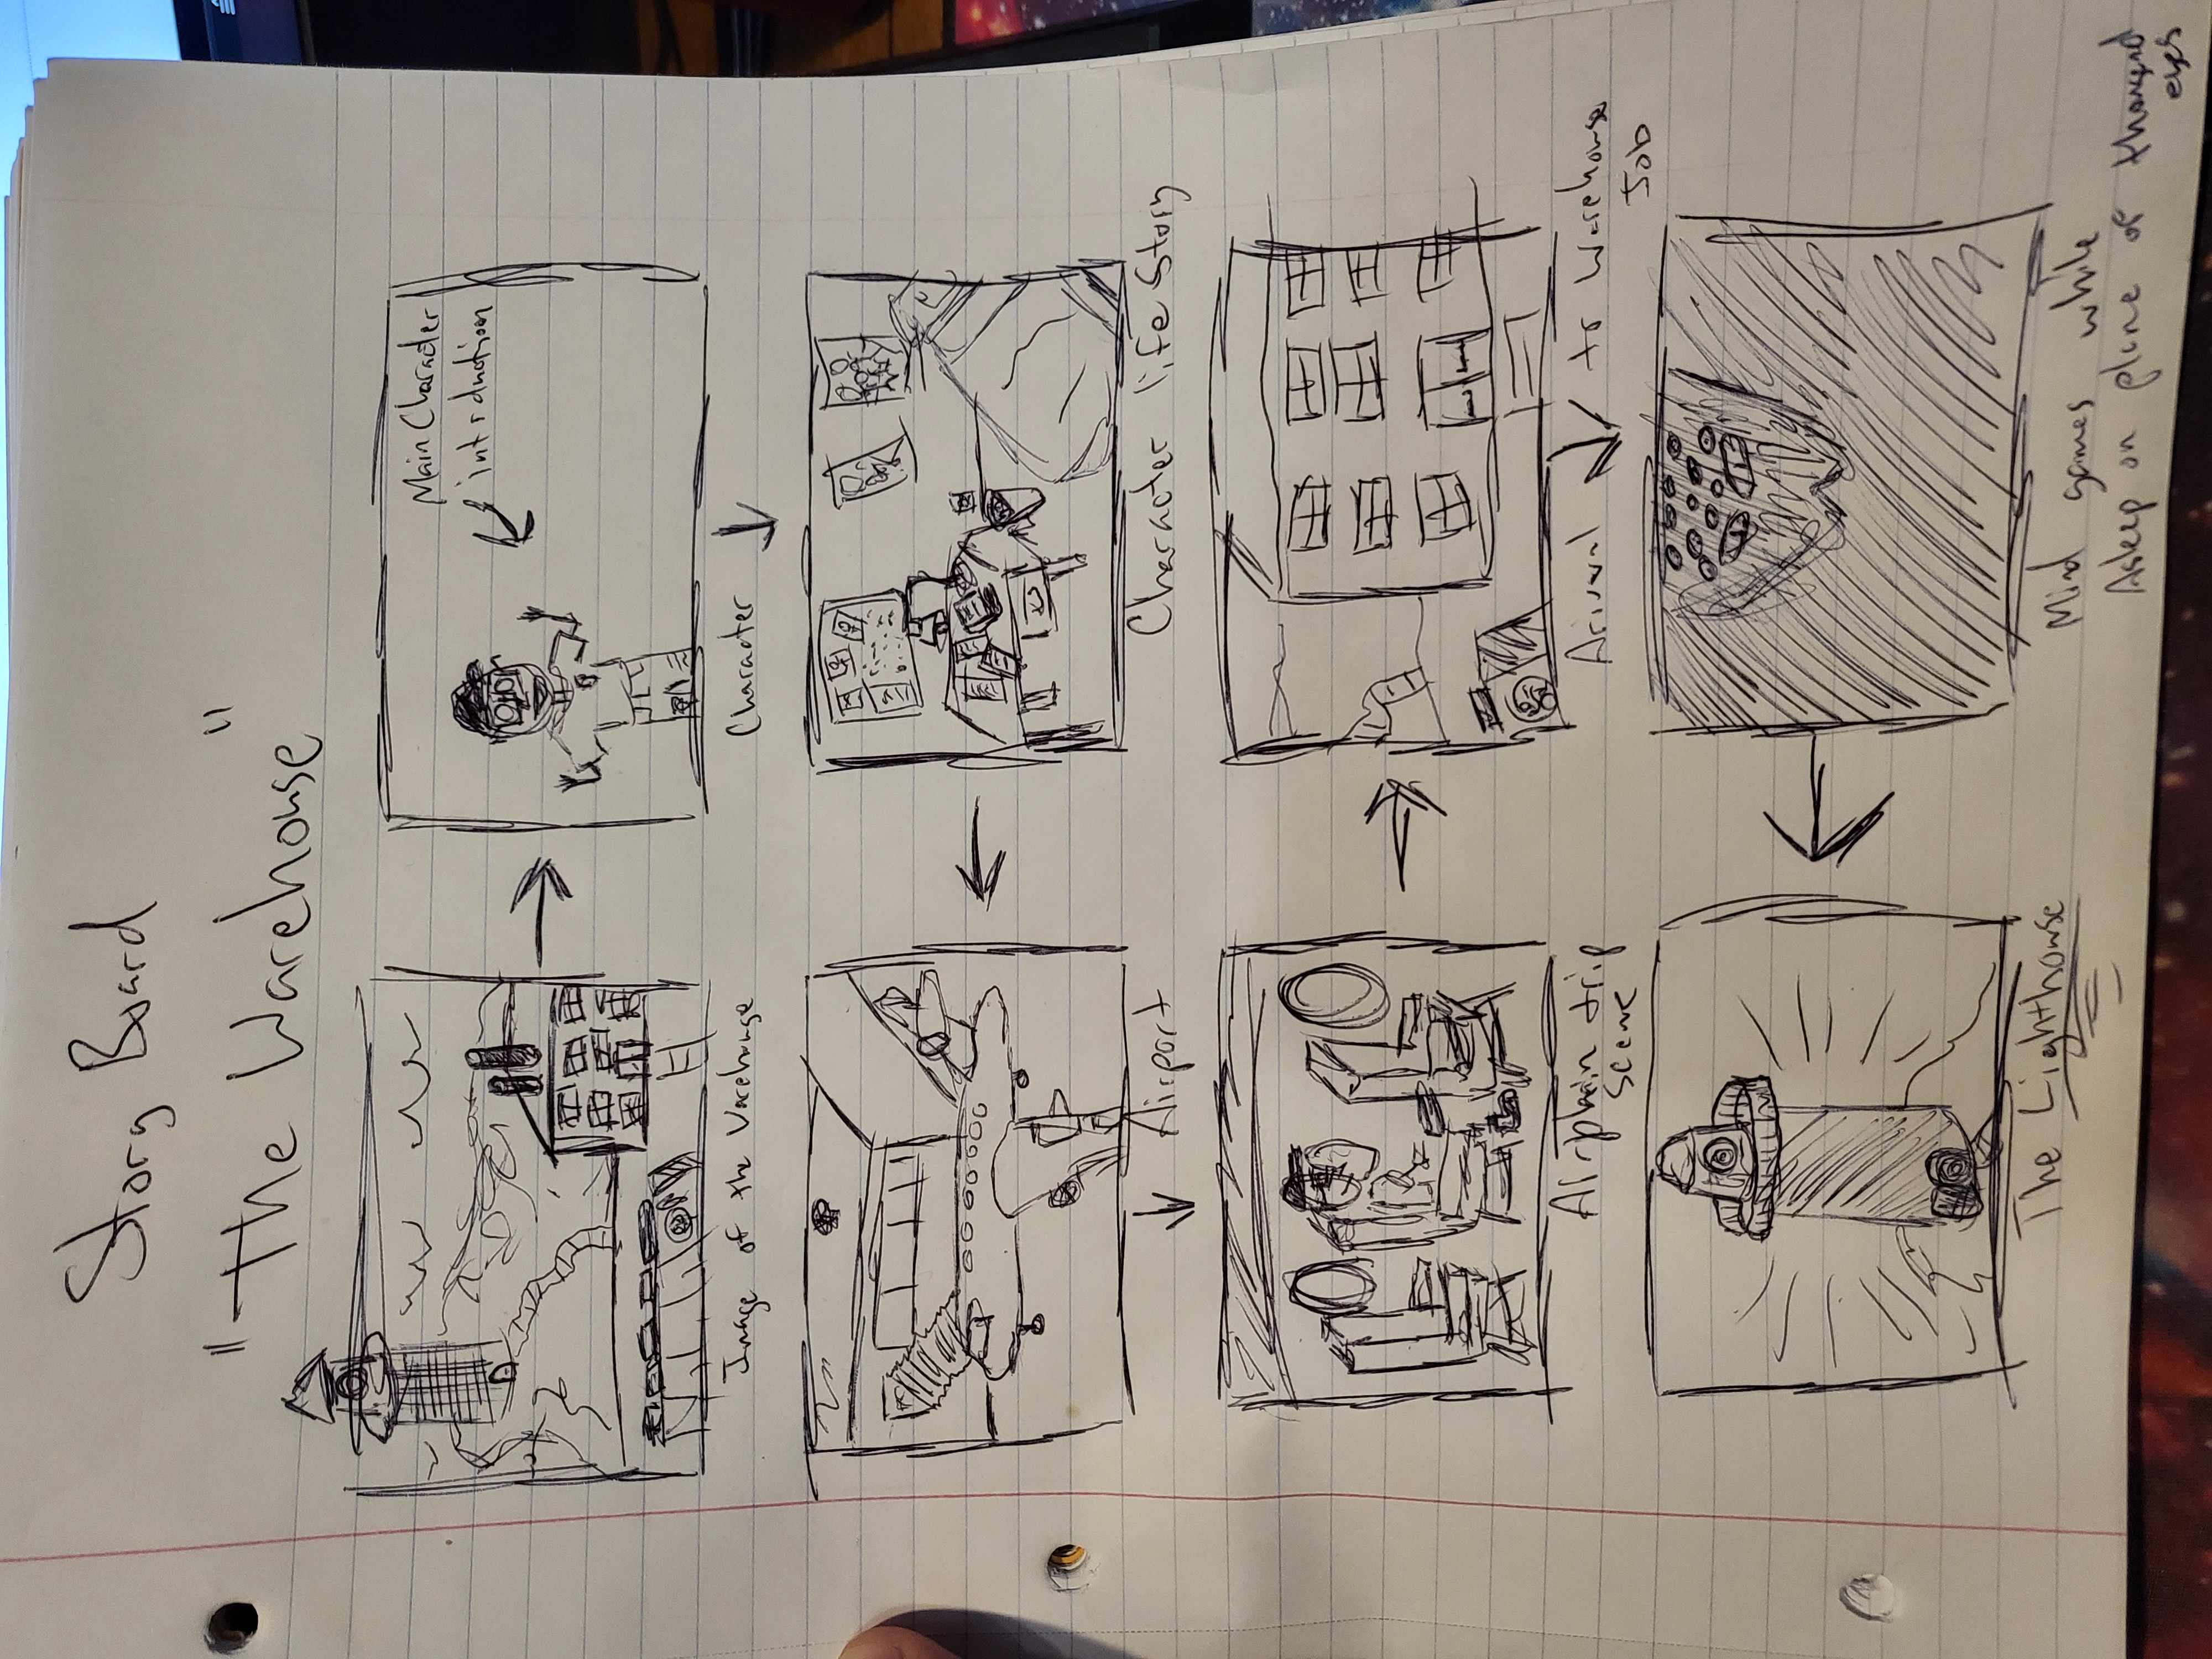 Story Board
"The Warehouse"
Main Character
introduction
Image of the Warehouse
Character
Airport
Character life story
Airplain trip
scene
Arival to Warehouse
Job
The Lighthouse
Mind games while
Asleep on plane of thousand
eyes